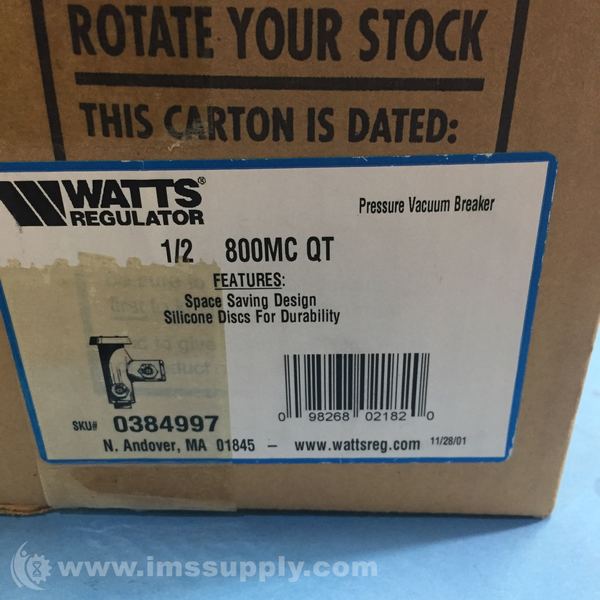 ROTATE YOUR STOCK
THIS CARTON IS DATED:
WATTS®
REGULATOR
Pressure Vacuum Breaker
1/2 800MC QT
FEATURES:
Space Saving Design
Silicone Discs For Durability
0 98268 02182 0
SKU# 0384997
N. Andover, MA 01845 – www.wattsreg.com 11/28/01
www.imssupply.com